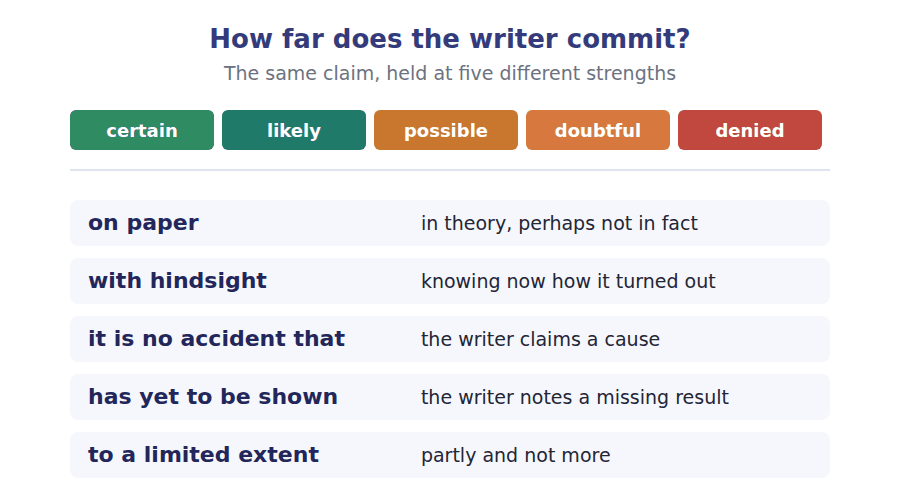 How far does the writer commit?
The same claim, held at five different strengths
certain likely possible doubtful denied
on paper in theory, perhaps not in fact
with hindsight knowing now how it turned out
it is no accident that the writer claims a cause
has yet to be shown the writer notes a missing result
to a limited extent partly and not more